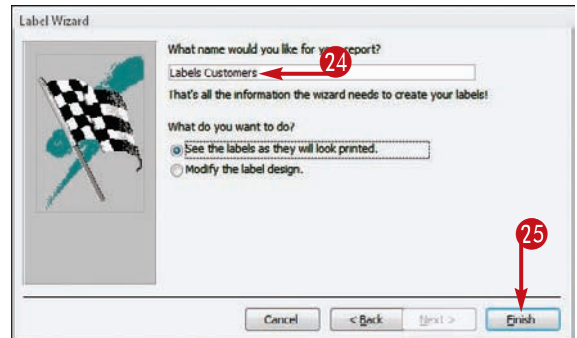 Label Wizard
What name would you like for your report?
24
Labels Customers
That's all the information the wizard needs to create your labels!
What do you want to do?
See the labels as they will look printed.
Modify the label design.
25
Cancel
< Back
Next >
Finish